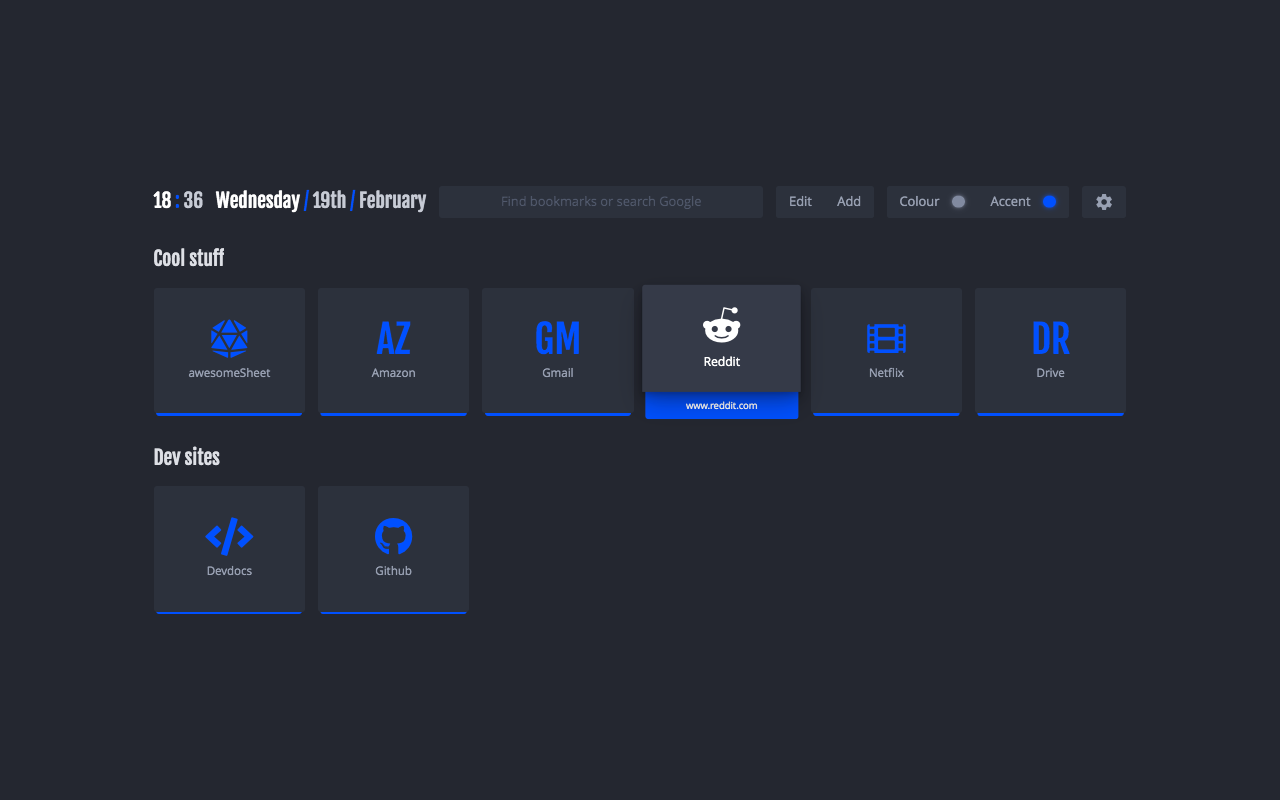 18 : 36 Wednesday / 19th / February Find bookmarks or search Google Edit Add Colour Accent
Cool stuff
AZ GM DR
Reddit
awesomeSheet Amazon Gmail Netflix Drive
www.reddit.com
Dev sites
Devdocs Github